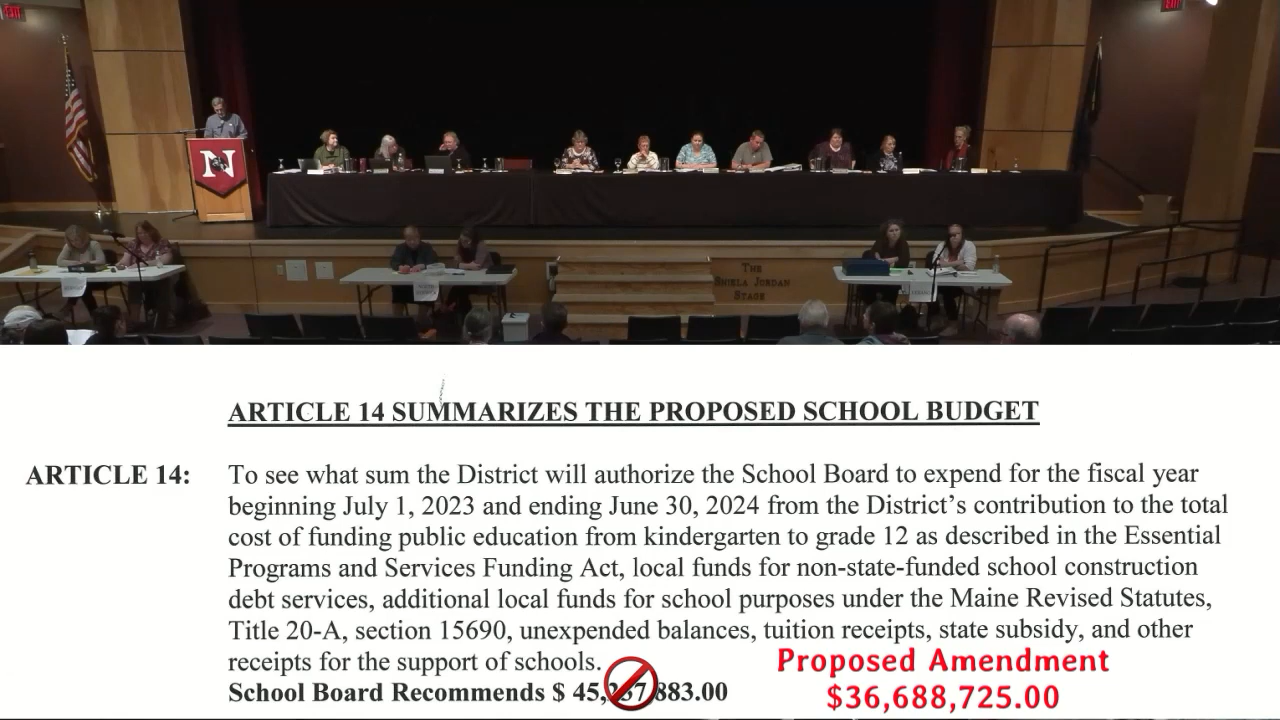 EXIT
EXIT
N
THE
SHIELA JORDAN
STAGE
ARTICLE 14 SUMMARIZES THE PROPOSED SCHOOL BUDGET
ARTICLE 14: To see what sum the District will authorize the School Board to expend for the fiscal year
beginning July 1, 2023 and ending June 30, 2024 from the District's contribution to the total
cost of funding public education from kindergarten to grade 12 as described in the Essential
Programs and Services Funding Act, local funds for non-state-funded school construction
debt services, additional local funds for school purposes under the Maine Revised Statutes,
Title 20-A, section 15690, unexpended balances, tuition receipts, state subsidy, and other
receipts for the support of schools.
School Board Recommends $ 45,237,883.00
Proposed Amendment
$36,688,725.00